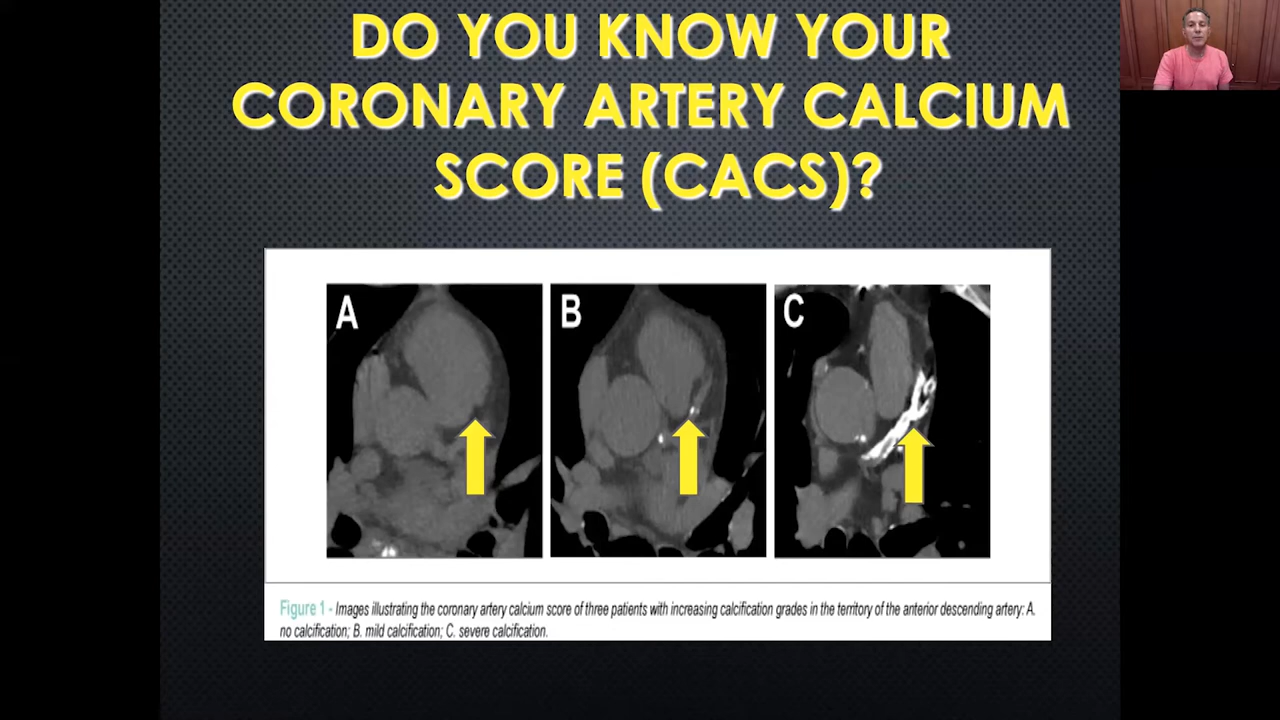 DO YOU KNOW YOUR
CORONARY ARTERY CALCIUM
SCORE (CACS)?
A
B
C
Figure 1 - Images illustrating the coronary artery calcium score of three patients with increasing calcification grades in the territory of the anterior descending artery: A.
no calcification; B. mild calcification; C. severe calcification.